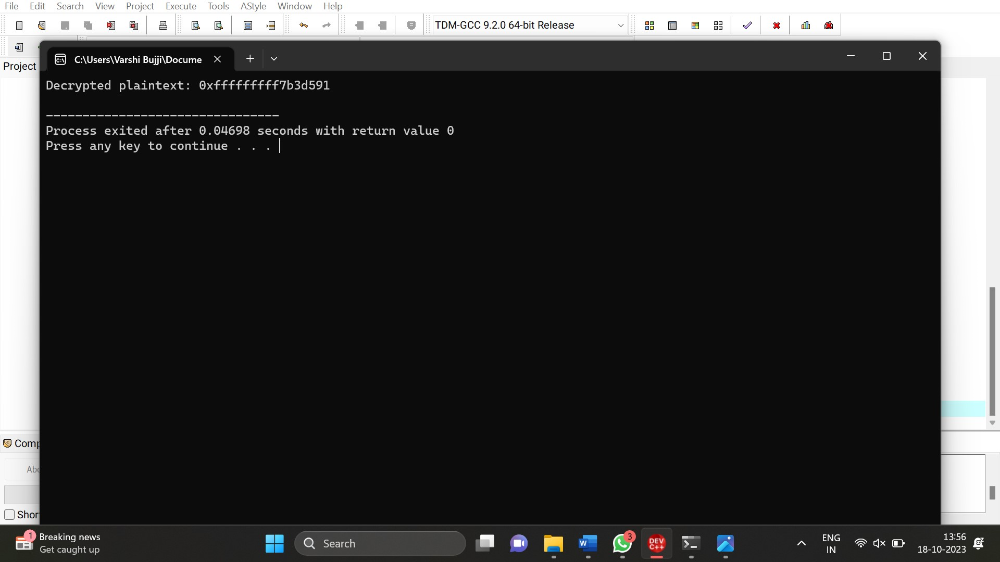 File Edit Search View Project Execute Tools AStyle Window Help
TDM-GCC 9.2.0 64-bit Release
Project
C:\Users\Varshi Bujji\Docume
Decrypted plaintext: 0xfffffffff7b3d591
--------------------------------
Process exited after 0.04698 seconds with return value 0
Press any key to continue . . .
Comp
Abo
Shor
1
Breaking news
Get caught up
Search
W
3
DEV
C++
ENG
IN
13:56
18-10-2023